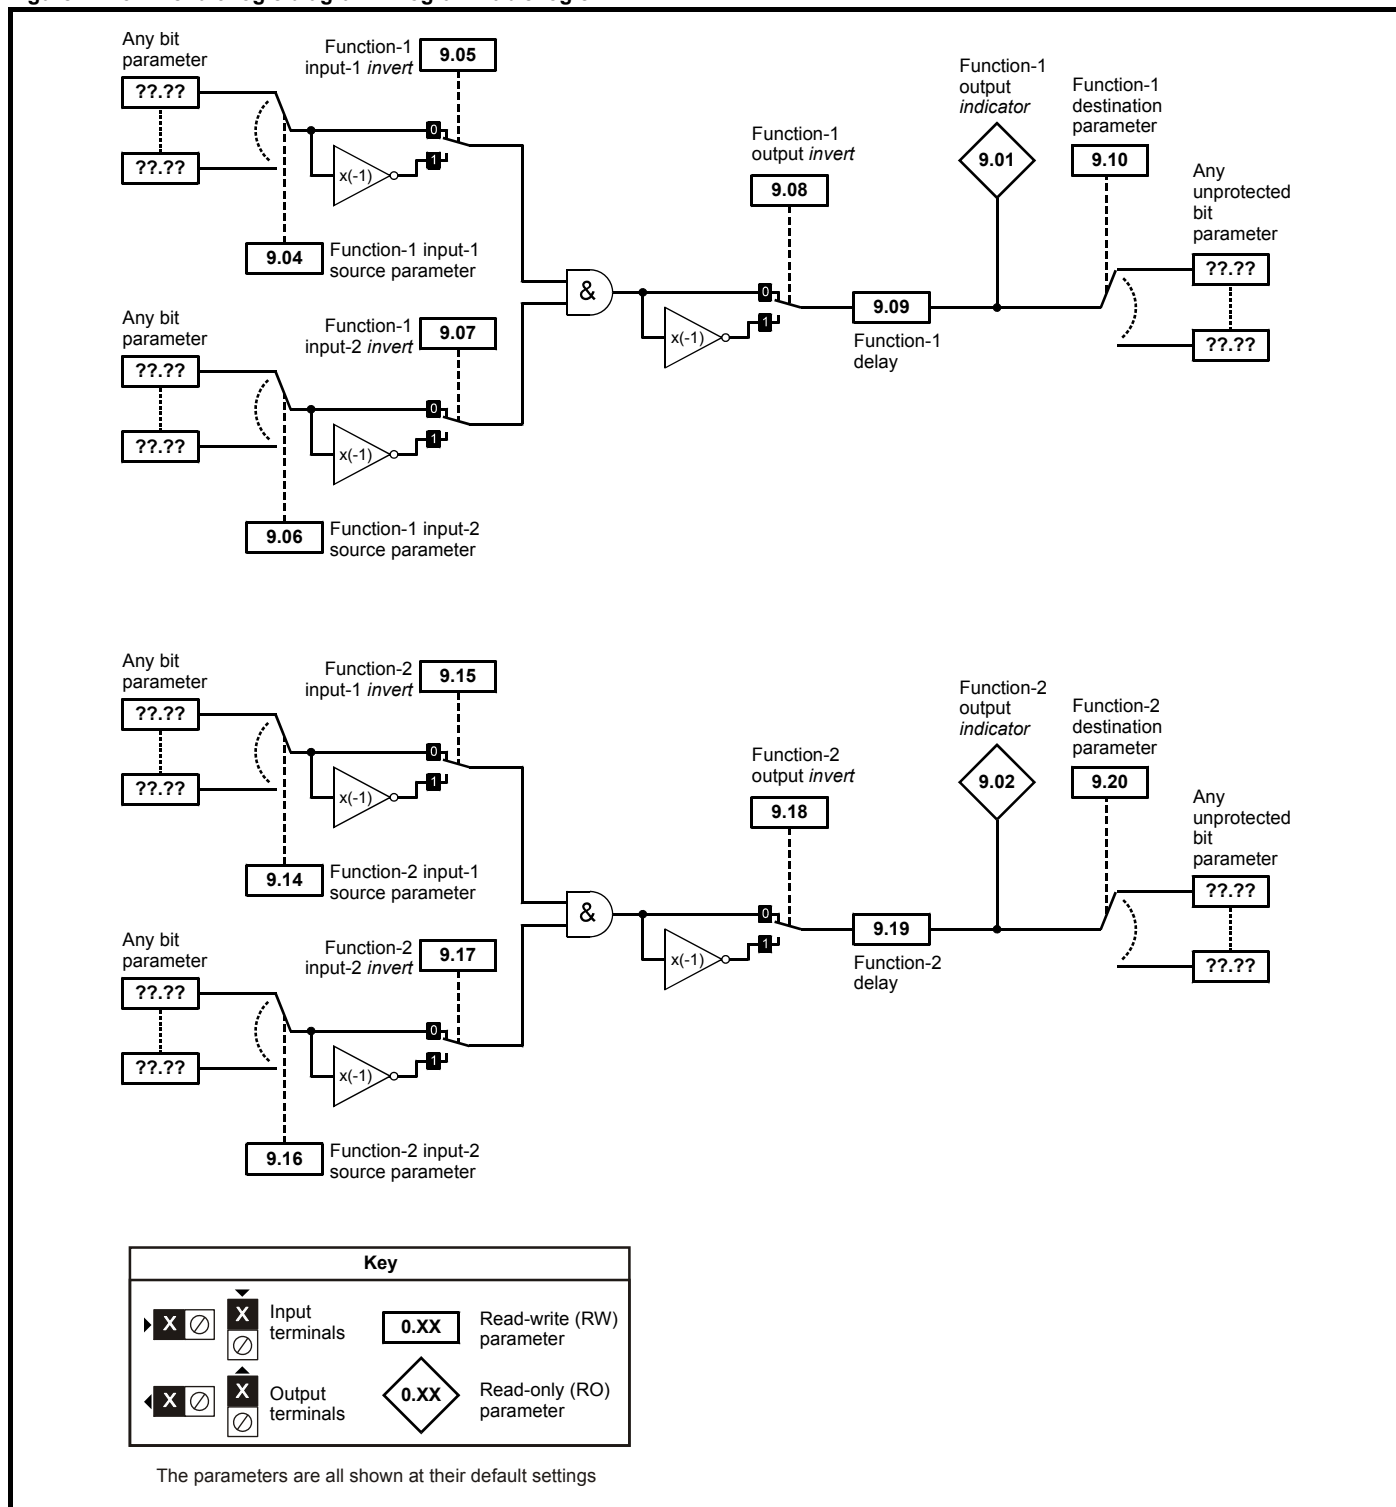 Any bit
parameter
??.??
??.??
Function-1
input-1 invert
9.05
0
1
x(-1)
9.04
Function-1 input-1
source parameter
Any bit
parameter
??.??
??.??
Function-1
input-2 invert
9.07
0
1
x(-1)
9.06
Function-1 input-2
source parameter
&
Function-1
output invert
9.08
0
1
x(-1)
9.09
Function-1
delay
Function-1
output
indicator
9.01
Function-1
destination
parameter
9.10
Any
unprotected
bit
parameter
??.??
??.??
Any bit
parameter
??.??
??.??
Function-2
input-1 invert
9.15
0
1
x(-1)
9.14
Function-2 input-1
source parameter
Any bit
parameter
??.??
??.??
Function-2
input-2 invert
9.17
0
1
x(-1)
9.16
Function-2 input-2
source parameter
&
Function-2
output invert
9.18
0
1
x(-1)
9.19
Function-2
delay
Function-2
output
indicator
9.02
Function-2
destination
parameter
9.20
Any
unprotected
bit
parameter
??.??
??.??
Key
X
X
Input
terminals
0.XX
Read-write (RW)
parameter
X
X
Output
terminals
0.XX
Read-only (RO)
parameter
The parameters are all shown at their default settings